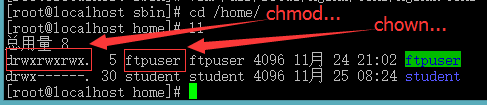 [root@localhost sbin]# cd /home/
[root@localhost home]# ll
chmod...
chown...
总用量 8
drwxrwxrwx. 5 ftpuser ftpuser 4096 11月 24 21:02 ftpuser
drwx------. 30 student student 4096 11月 25 08:24 student
[root@localhost home]#